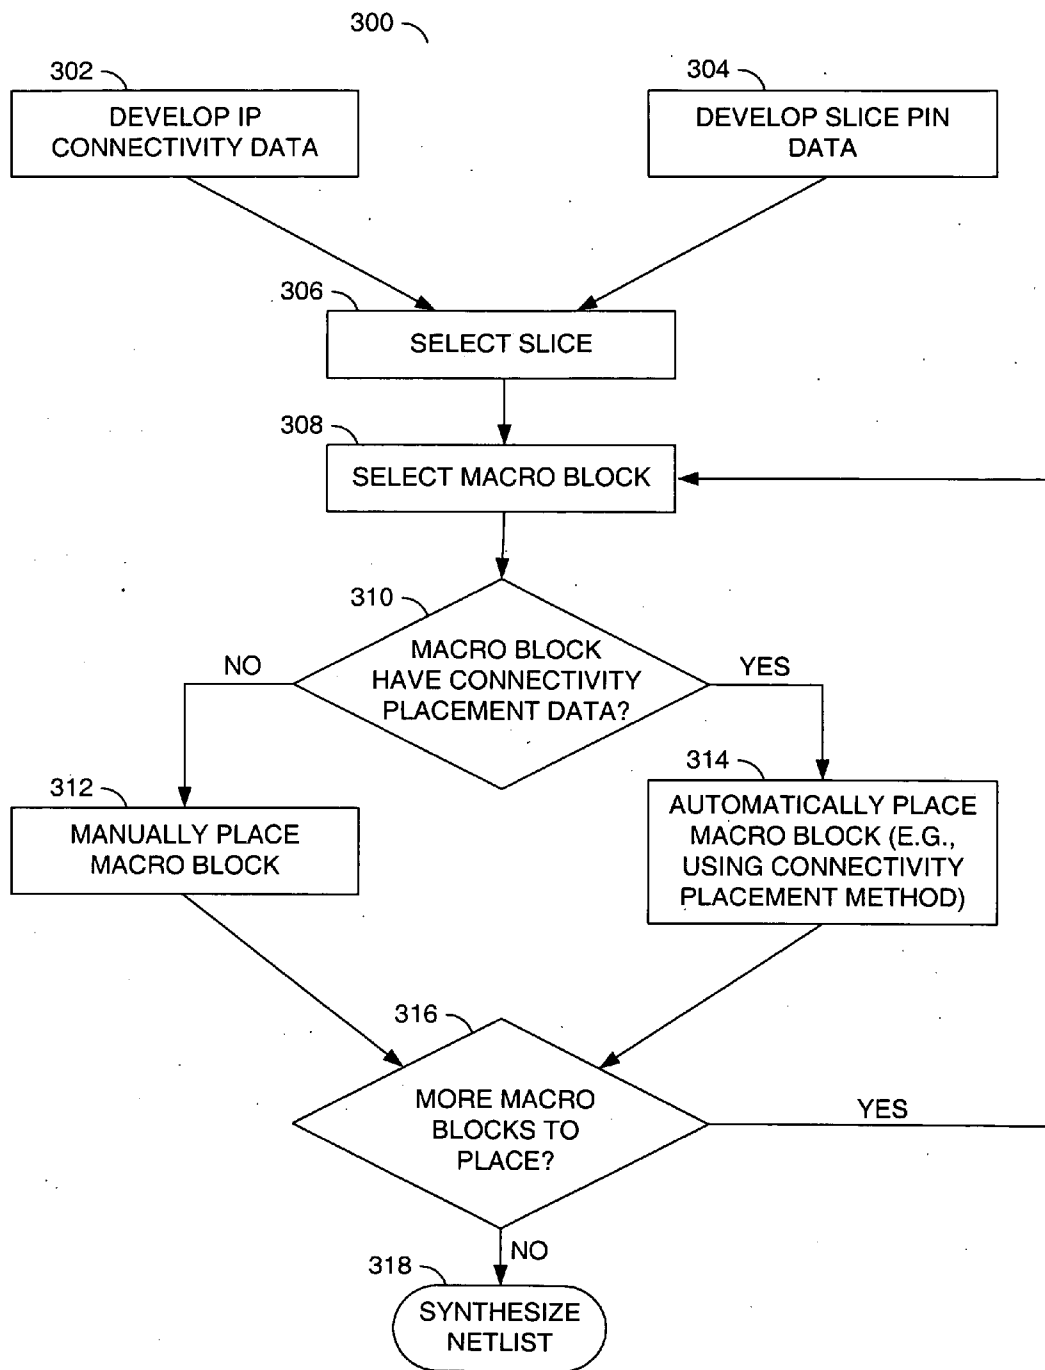 300
302
304
DEVELOP IP
CONNECTIVITY DATA
DEVELOP SLICE PIN
DATA
306
SELECT SLICE
308
SELECT MACRO BLOCK
310
MACRO BLOCK
HAVE CONNECTIVITY
PLACEMENT DATA?
NO
YES
312
MANUALLY PLACE
MACRO BLOCK
314
AUTOMATICALLY PLACE
MACRO BLOCK (E.G.,
USING CONNECTIVITY
PLACEMENT METHOD)
316
MORE MACRO
BLOCKS TO
PLACE?
YES
NO
318
SYNTHESIZE
NETLIST